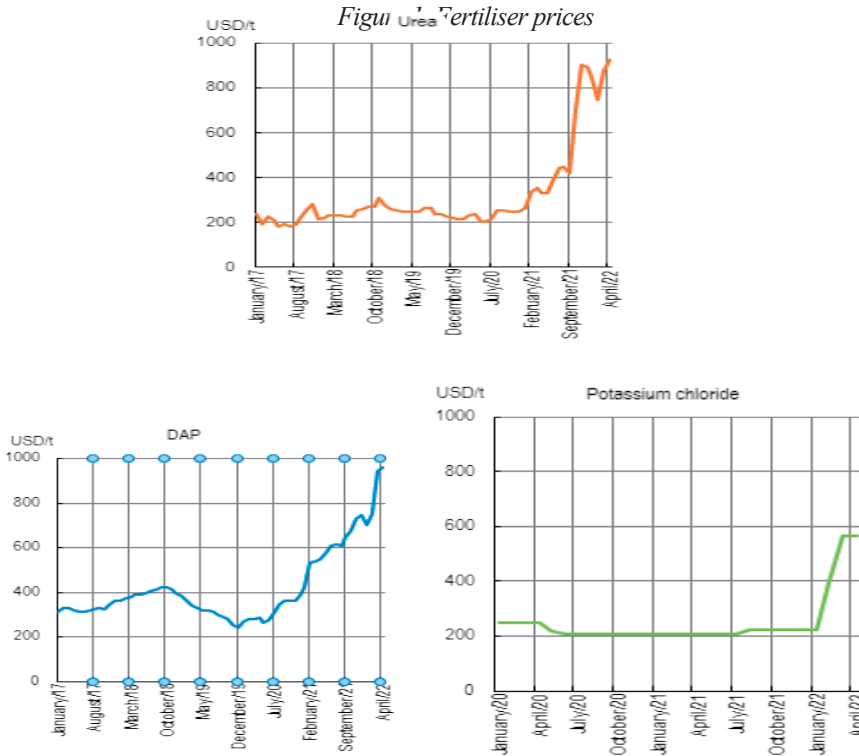 Figu Fertiliser prices
USD/t
Urea
1000
800
600
400
200
0
January/17
August/17
March/18
October/18
May/19
December/19
July/20
February/21
September/21
April/22
DAP
USD/t
1000
800
600
400
200
0
January/17
August/17
March/18
October/18
May/19
December/19
July/20
February/21
September/21
April/22
USD/t
Potassium chloride
1000
800
600
400
200
0
January/20
April/20
July/20
October/20
January/21
April/21
July/21
October/21
January/22
April/22